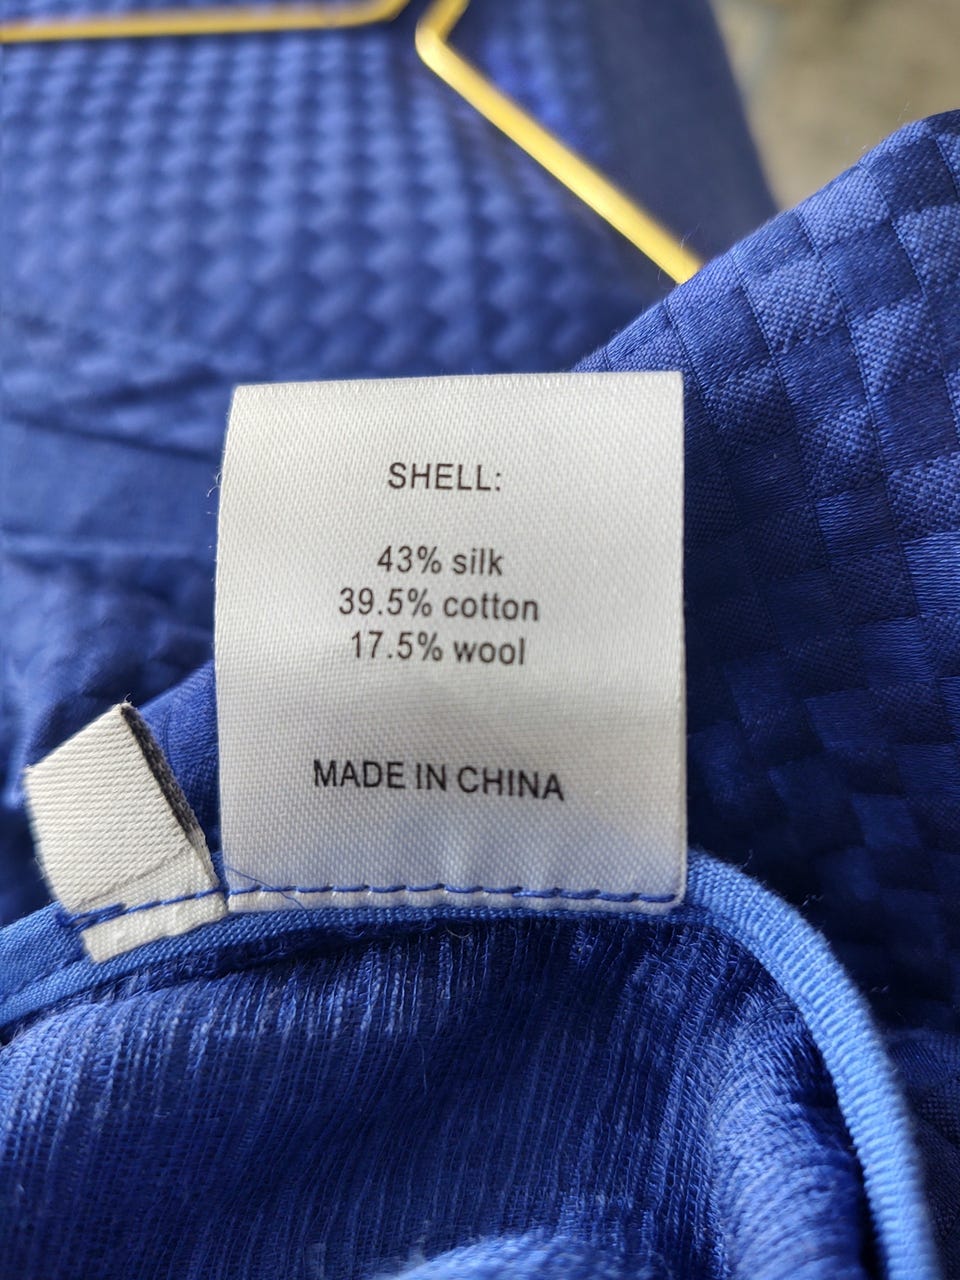 SHELL:
43% silk
39.5% cotton
17.5% wool
MADE IN CHINA